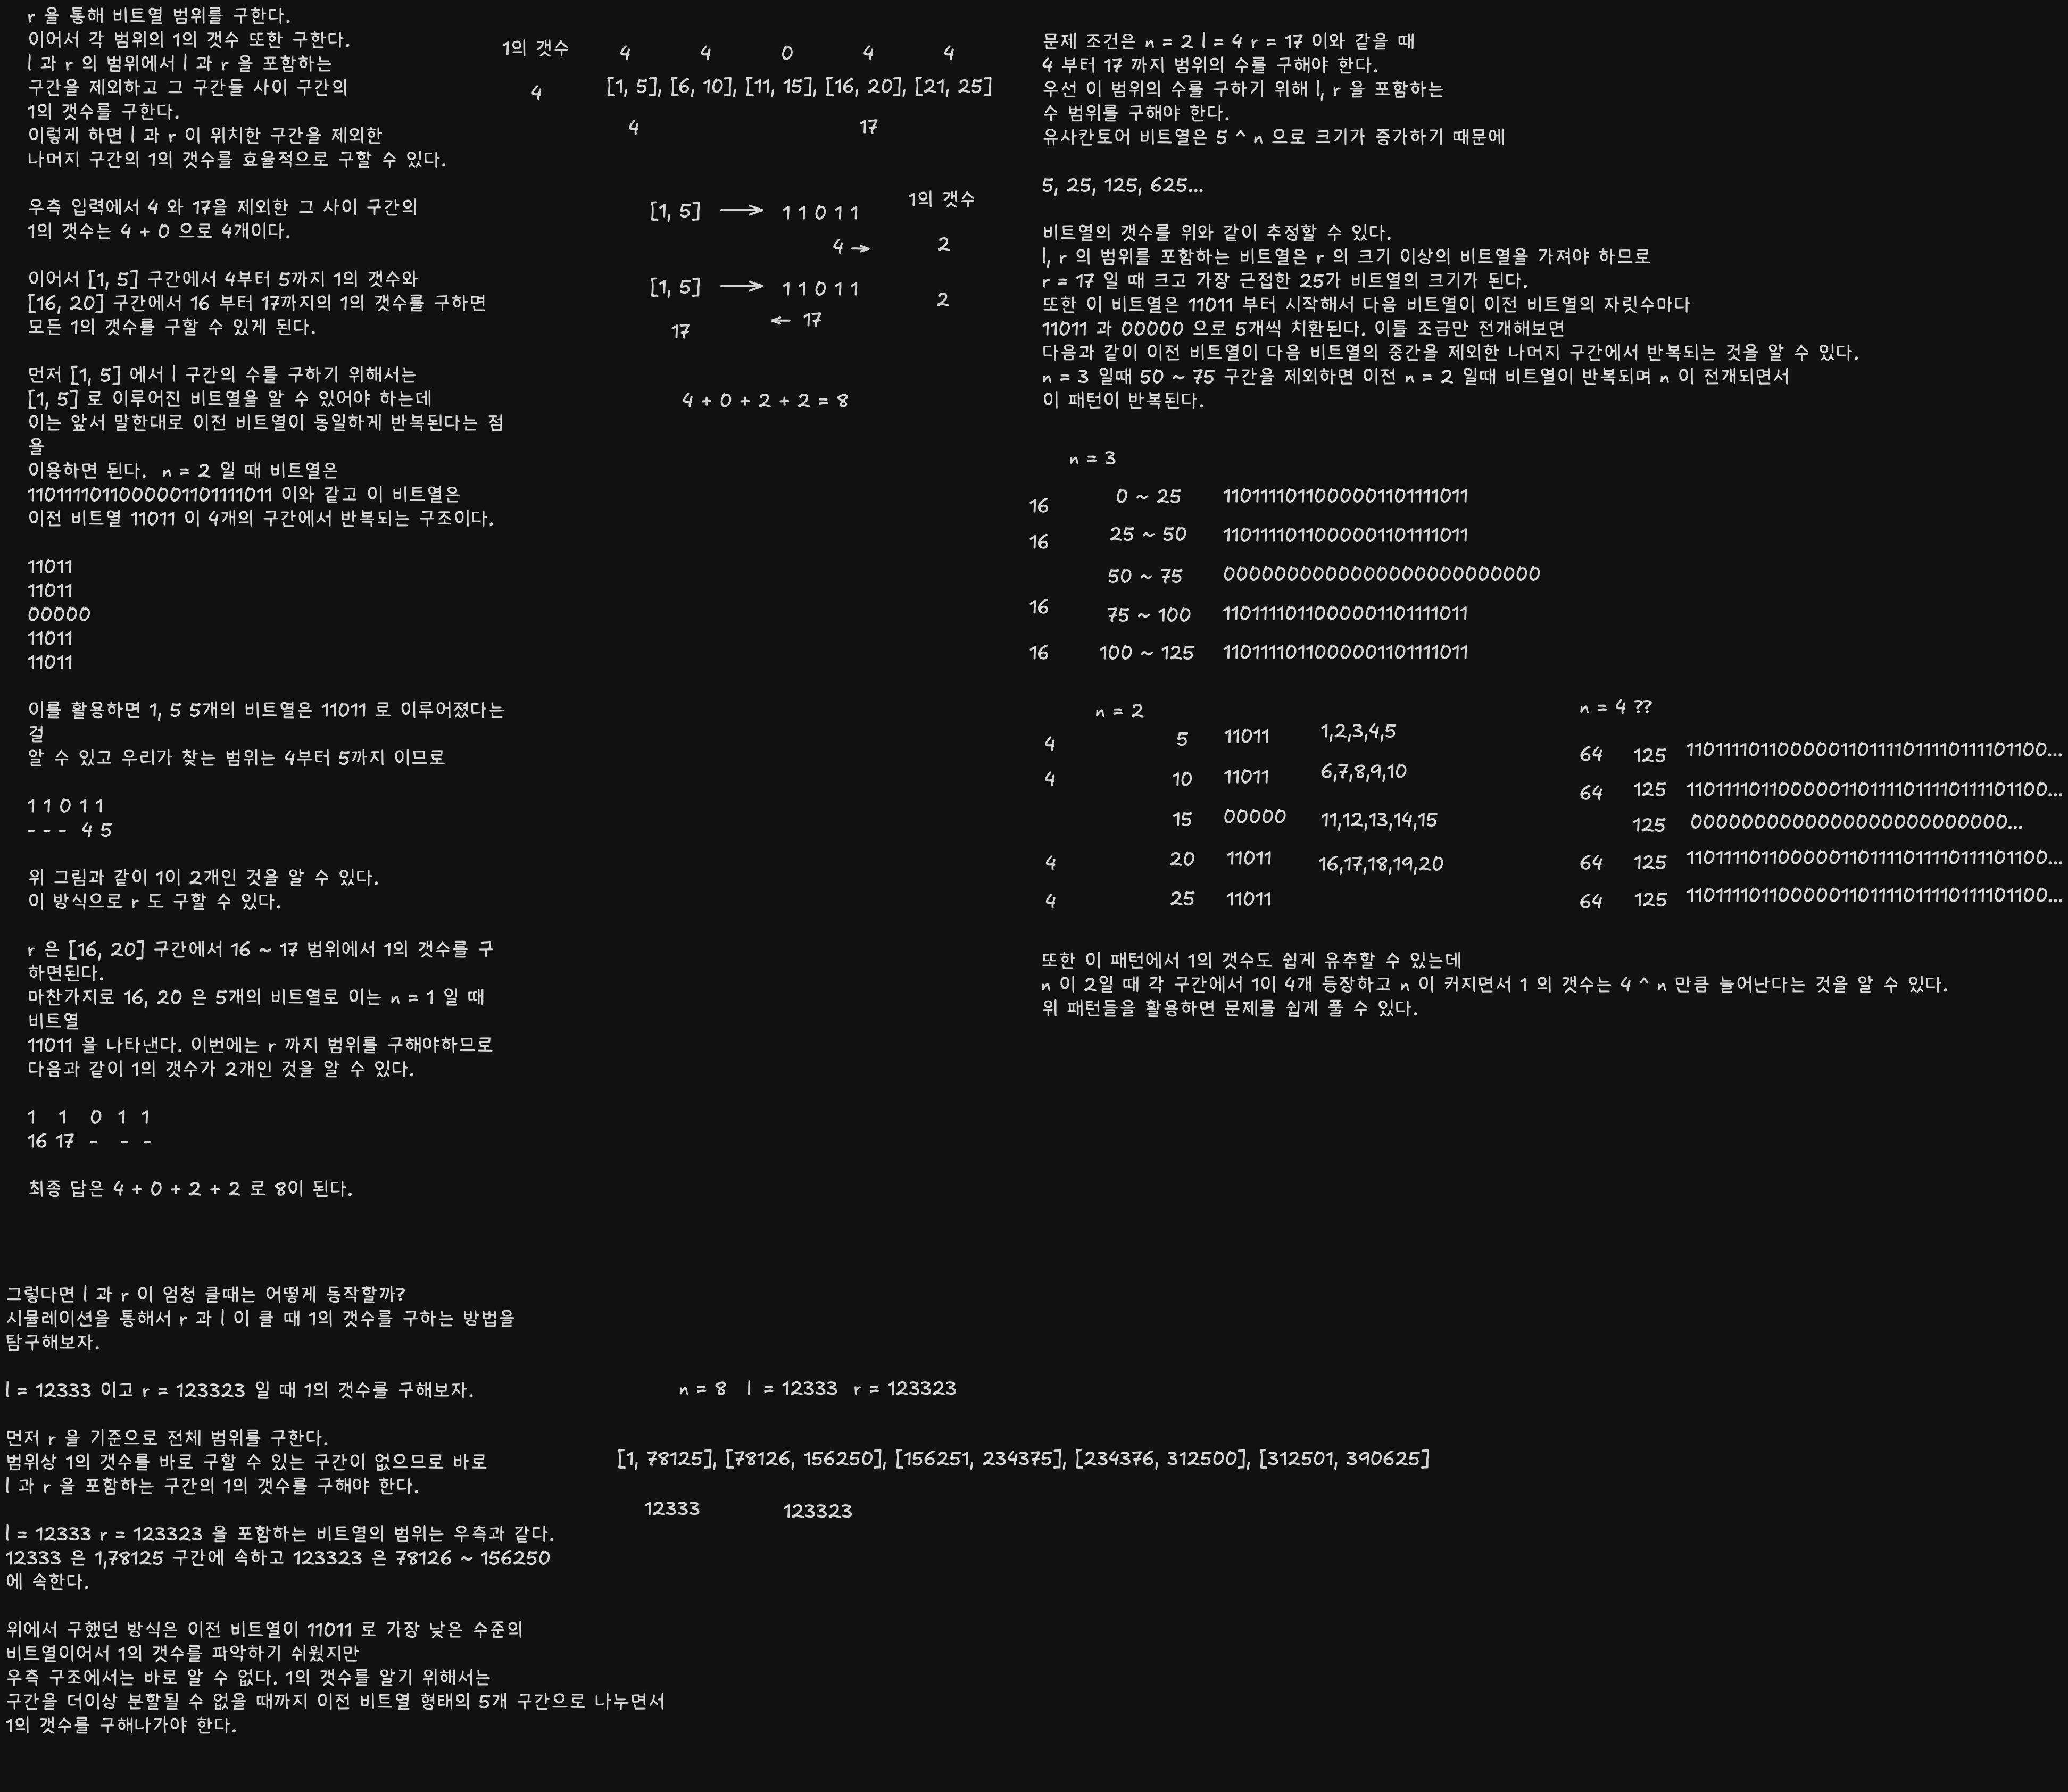 r 을 통해 비트열 범위를 구한다.
이어서 각 범위의 1의 갯수 또한 구한다.
l 과 r 의 범위에서 l 과 r 을 포함하는
구간을 제외하고 그 구간들 사이 구간의
1의 갯수를 구한다.
이렇게 하면 l 과 r 이 위치한 구간을 제외한
나머지 구간의 1의 갯수를 효율적으로 구할 수 있다.
우측 입력에서 4 와 17을 제외한 그 사이 구간의
1의 갯수는 4 + 0 으로 4개이다.
이어서 [1, 5] 구간에서 4부터 5까지 1의 갯수와
[16, 20] 구간에서 16 부터 17까지의 1의 갯수를 구하면
모든 1의 갯수를 구할 수 있게 된다.
먼저 [1, 5] 에서 l 구간의 수를 구하기 위해서는
[1, 5] 로 이루어진 비트열을 알 수 있어야 하는데
이는 앞서 말한대로 이전 비트열이 동일하게 반복된다는 점
을
이용하면 된다. n = 2 일 때 비트열은
1101111011000001101111011 이와 같고 이 비트열은
이전 비트열 11011 이 4개의 구간에서 반복되는 구조이다.
11011
11011
00000
11011
11011
이를 활용하면 1, 5 5개의 비트열은 11011 로 이루어졌다는
걸
알 수 있고 우리가 찾는 범위는 4부터 5까지 이므로
1 1 0 1 1
- - - 4 5
위 그림과 같이 1이 2개인 것을 알 수 있다.
이 방식으로 r 도 구할 수 있다.
r 은 [16, 20] 구간에서 16 ~ 17 범위에서 1의 갯수를 구
하면된다.
마찬가지로 16, 20 은 5개의 비트열로 이는 n = 1 일 때
비트열
11011 을 나타낸다. 이번에는 r 까지 범위를 구해야하므로
다음과 같이 1의 갯수가 2개인 것을 알 수 있다.
1 1 0 1 1
16 17 - - -
최종 답은 4 + 0 + 2 + 2 로 8이 된다.
1의 갯수 4 4 0 4 4
4 [1, 5], [6, 10], [11, 15], [16, 20], [21, 25]
4 17
1의 갯수
[1, 5] → 1 1 0 1 1
4 → 2
[1, 5] → 1 1 0 1 1
2
← 17
17
4 + 0 + 2 + 2 = 8
문제 조건은 n = 2 l = 4 r = 17 이와 같을 때
4 부터 17 까지 범위의 수를 구해야 한다.
우선 이 범위의 수를 구하기 위해 l, r 을 포함하는
수 범위를 구해야 한다.
유사칸토어 비트열은 5 ^ n 으로 크기가 증가하기 때문에
5, 25, 125, 625...
비트열의 갯수를 위와 같이 추정할 수 있다.
l, r 의 범위를 포함하는 비트열은 r 의 크기 이상의 비트열을 가져야 하므로
r = 17 일 때 크고 가장 근접한 25가 비트열의 크기가 된다.
또한 이 비트열은 11011 부터 시작해서 다음 비트열이 이전 비트열의 자릿수마다
11011 과 00000 으로 5개씩 치환된다. 이를 조금만 전개해보면
다음과 같이 이전 비트열이 다음 비트열의 중간을 제외한 나머지 구간에서 반복되는 것을 알 수 있다.
n = 3 일때 50 ~ 75 구간을 제외하면 이전 n = 2 일때 비트열이 반복되며 n 이 전개되면서
이 패턴이 반복된다.
n = 3
16 0 ~ 25 1101111011000001101111011
16 25 ~ 50 1101111011000001101111011
50 ~ 75 0000000000000000000000000
16 75 ~ 100 1101111011000001101111011
16 100 ~ 125 1101111011000001101111011
n = 2
4 5 11011 1,2,3,4,5
4 10 11011 6,7,8,9,10
15 00000 11,12,13,14,15
4 20 11011 16,17,18,19,20
4 25 11011
n = 4 ??
64 125 1101111011000001101111011110111101100...
64 125 1101111011000001101111011110111101100...
125 00000000000000000000000000...
64 125 1101111011000001101111011110111101100...
64 125 1101111011000001101111011110111101100...
또한 이 패턴에서 1의 갯수도 쉽게 유추할 수 있는데
n 이 2일 때 각 구간에서 1이 4개 등장하고 n 이 커지면서 1 의 갯수는 4 ^ n 만큼 늘어난다는 것을 알 수 있다.
위 패턴들을 활용하면 문제를 쉽게 풀 수 있다.
그렇다면 l 과 r 이 엄청 클때는 어떻게 동작할까?
시뮬레이션을 통해서 r 과 l 이 클 때 1의 갯수를 구하는 방법을
탐구해보자.
l = 12333 이고 r = 123323 일 때 1의 갯수를 구해보자.
먼저 r 을 기준으로 전체 범위를 구한다.
범위상 1의 갯수를 바로 구할 수 있는 구간이 없으므로 바로
l 과 r 을 포함하는 구간의 1의 갯수를 구해야 한다.
l = 12333 r = 123323 을 포함하는 비트열의 범위는 우측과 같다.
12333 은 1,78125 구간에 속하고 123323 은 78126 ~ 156250
에 속한다.
위에서 구했던 방식은 이전 비트열이 11011 로 가장 낮은 수준의
비트열이어서 1의 갯수를 파악하기 쉬웠지만
우측 구조에서는 바로 알 수 없다. 1의 갯수를 알기 위해서는
구간을 더이상 분할될 수 없을 때까지 이전 비트열 형태의 5개 구간으로 나누면서
1의 갯수를 구해나가야 한다.
n = 8 l = 12333 r = 123323
[1, 78125], [78126, 156250], [156251, 234375], [234376, 312500], [312501, 390625]
12333 123323